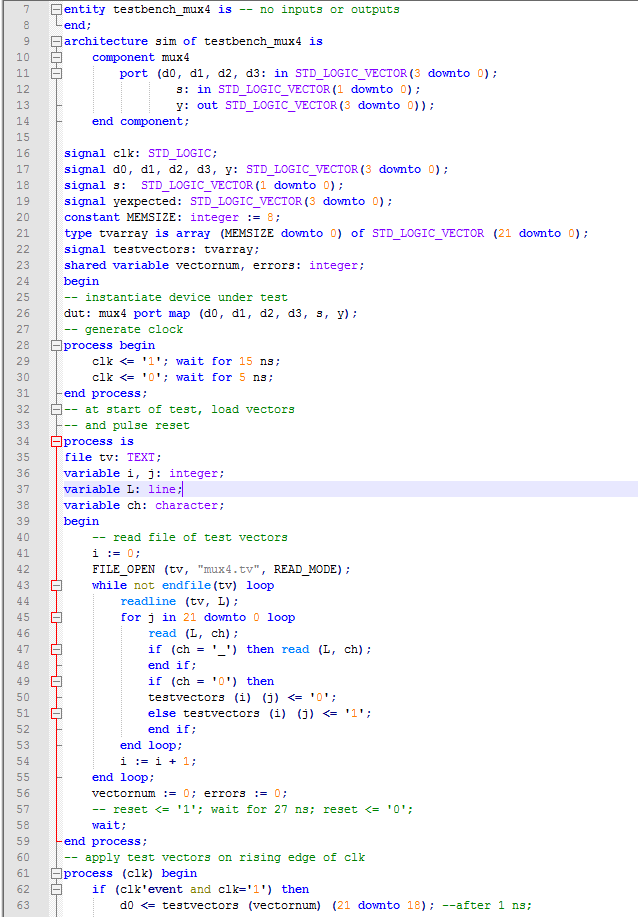 7 entity testbench_mux4 is -- no inputs or outputs
8 end;
9 architecture sim of testbench_mux4 is
10 component mux4
11 port (d0, d1, d2, d3: in STD_LOGIC_VECTOR(3 downto 0);
12 s: in STD_LOGIC_VECTOR(1 downto 0);
13 y: out STD_LOGIC_VECTOR(3 downto 0));
14 end component;
15
16 signal clk: STD_LOGIC;
17 signal d0, d1, d2, d3, y: STD_LOGIC_VECTOR(3 downto 0);
18 signal s:  STD_LOGIC_VECTOR(1 downto 0);
19 signal yexpected: STD_LOGIC_VECTOR(3 downto 0);
20 constant MEMSIZE: integer := 8;
21 type tvarray is array (MEMSIZE downto 0) of STD_LOGIC_VECTOR (21 downto 0);
22 signal testvectors: tvarray;
23 shared variable vectornum, errors: integer;
24 begin
25 -- instantiate device under test
26 dut: mux4 port map (d0, d1, d2, d3, s, y);
27 -- generate clock
28 process begin
29 clk <= '1'; wait for 15 ns;
30 clk <= '0'; wait for 5 ns;
31 end process;
32 -- at start of test, load vectors
33 -- and pulse reset
34 process is
35 file tv: TEXT;
36 variable i, j: integer;
37 variable L: line;
38 variable ch: character;
39 begin
40 -- read file of test vectors
41 i := 0;
42 FILE_OPEN (tv, "mux4.tv", READ_MODE);
43 while not endfile(tv) loop
44 readline (tv, L);
45 for j in 21 downto 0 loop
46 read (L, ch);
47 if (ch = '_') then read (L, ch);
48 end if;
49 if (ch = '0') then
50 testvectors (i) (j) <= '0';
51 else testvectors (i) (j) <= '1';
52 end if;
53 end loop;
54 i := i + 1;
55 end loop;
56 vectornum := 0; errors := 0;
57 -- reset <= '1'; wait for 27 ns; reset <= '0';
58 wait;
59 end process;
60 -- apply test vectors on rising edge of clk
61 process (clk) begin
62 if (clk'event and clk='1') then
63 d0 <= testvectors (vectornum) (21 downto 18); --after 1 ns;